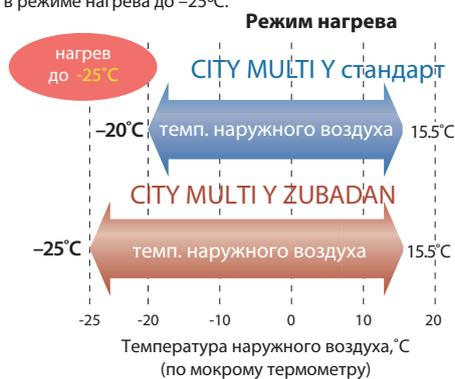 в режиме нагрева до –25°С.
Режим нагрева
нагрев
до -25˚С
CITY MULTI Y стандарт
–20˚С
темп. наружного воздуха
15.5˚С
CITY MULTI Y ZUBADAN
–25˚С
темп. наружного воздуха
15.5˚С
-25 -20 -10 0 10 20
Температура наружного воздуха,˚С
(по мокрому термометру)